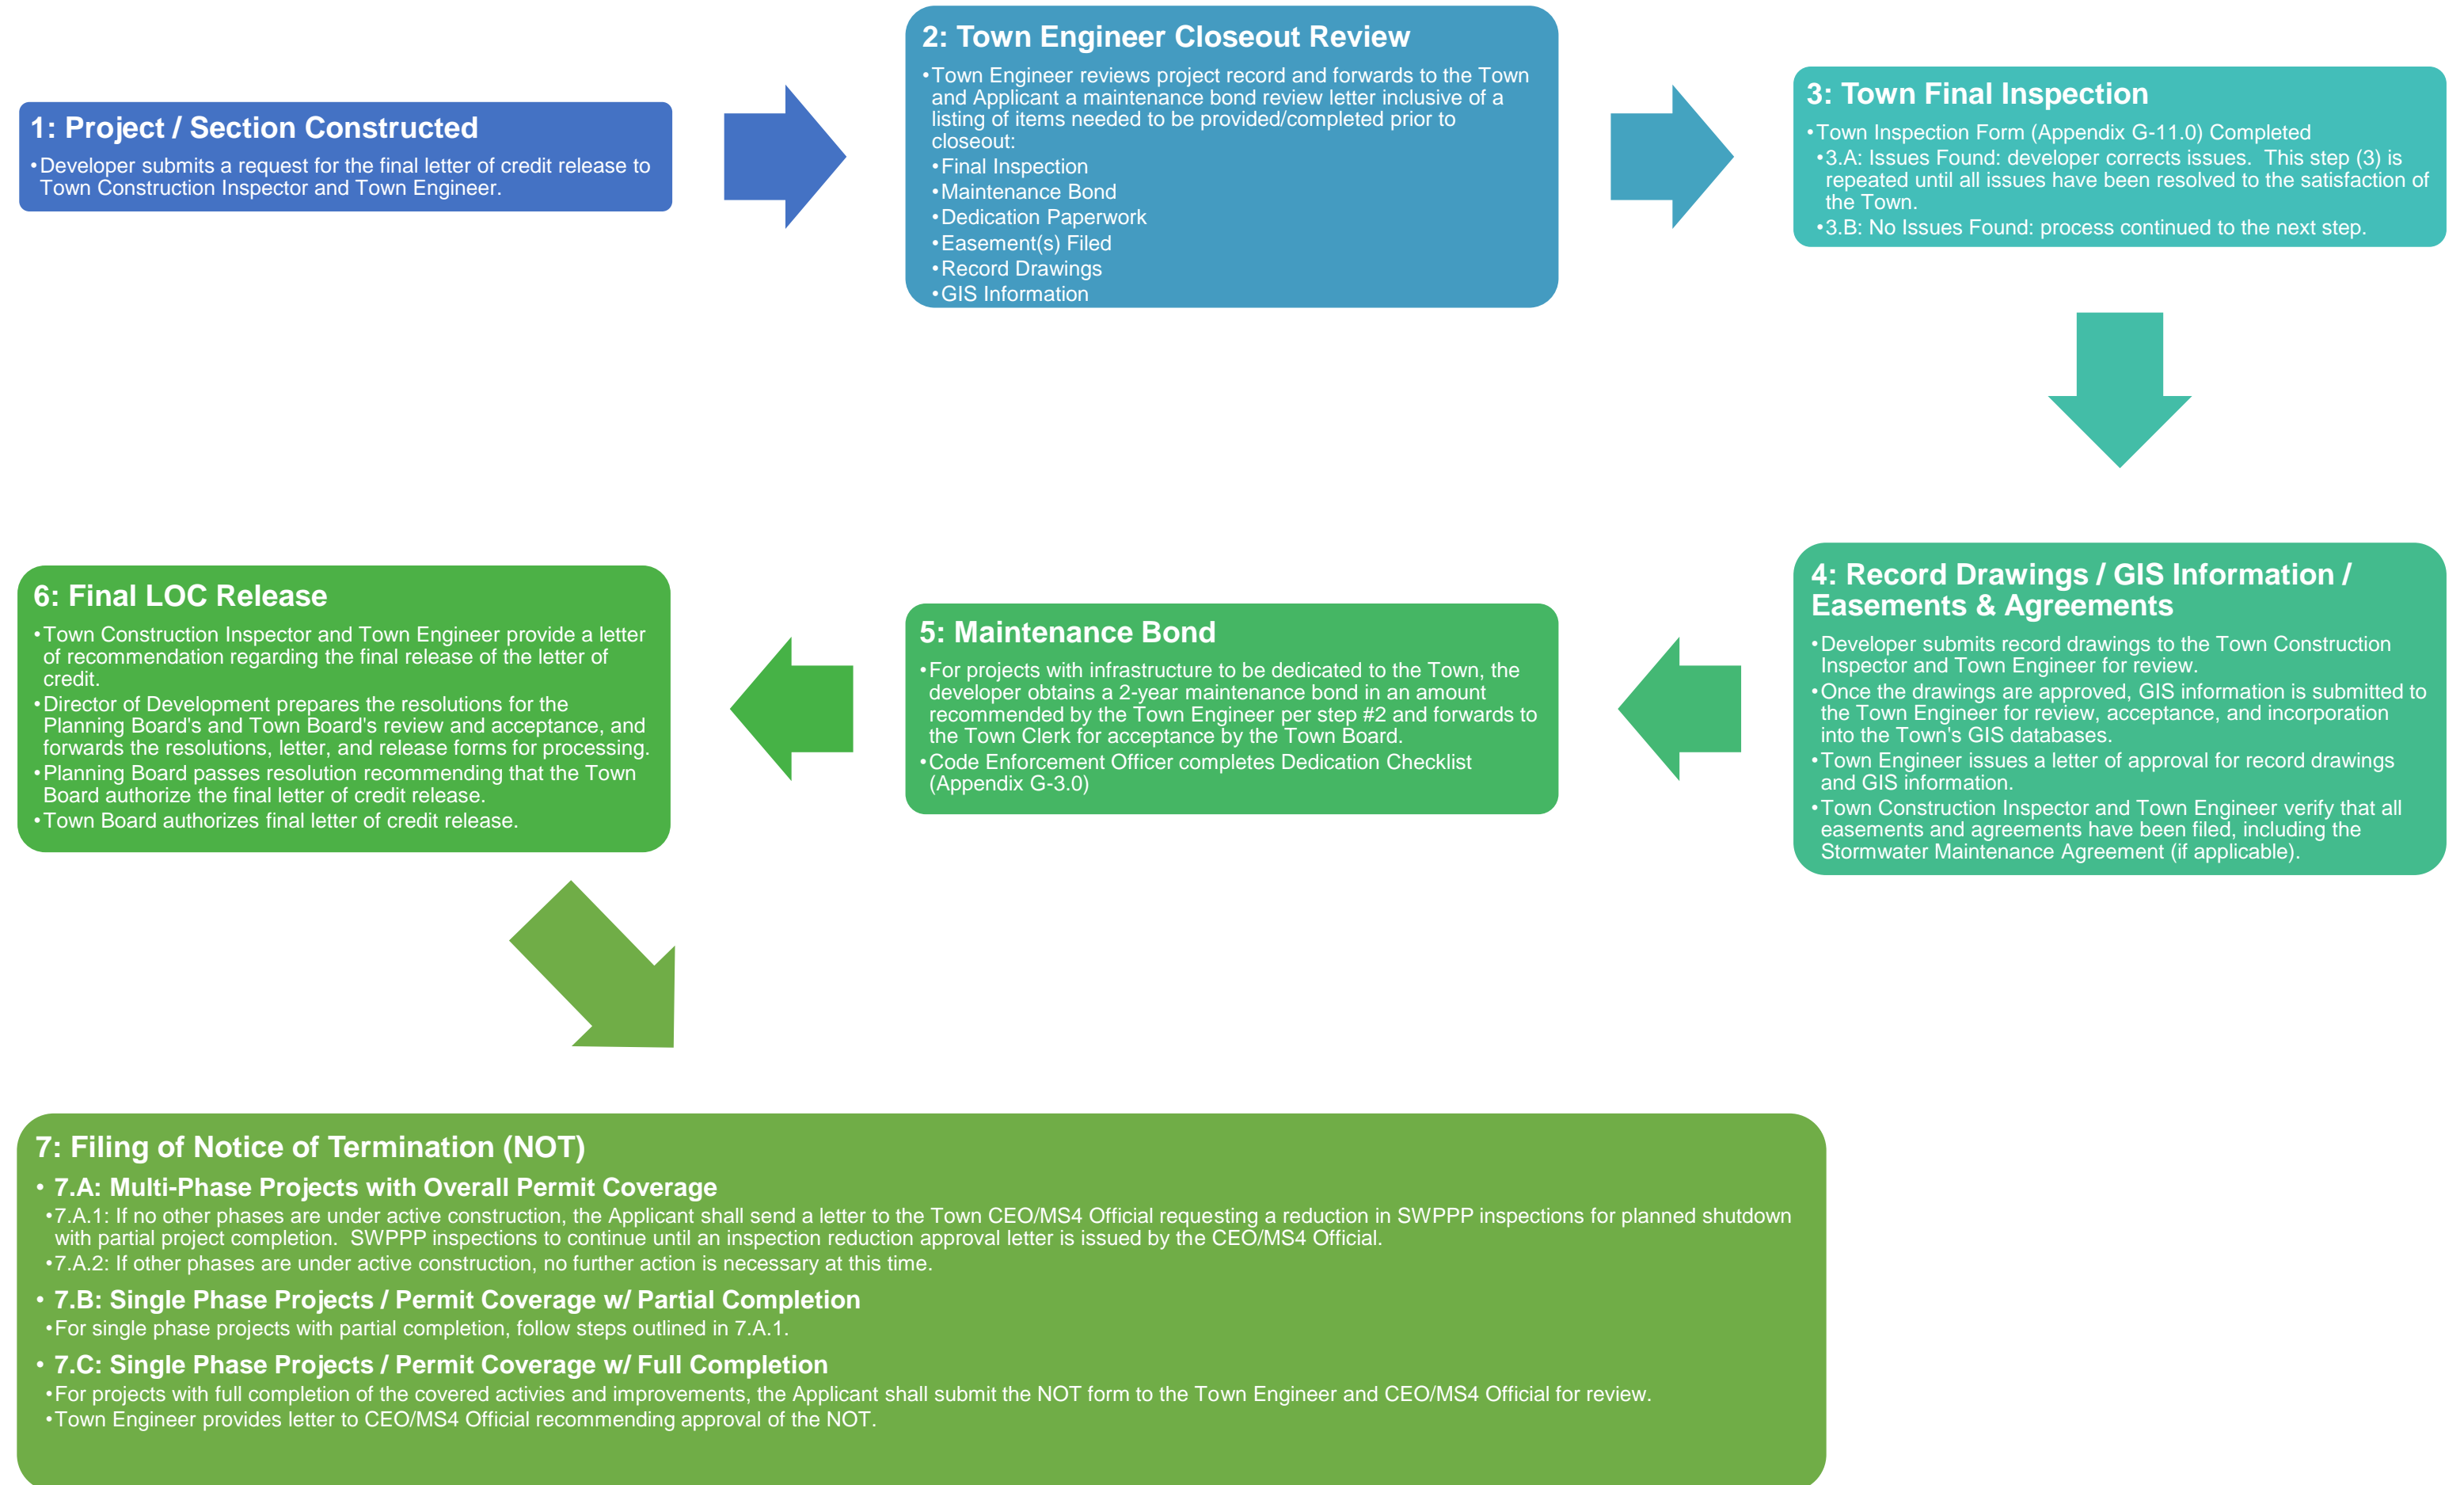 1: Project / Section Constructed
•Developer submits a request for the final letter of credit release to
Town Construction Inspector and Town Engineer.
2: Town Engineer Closeout Review
•Town Engineer reviews project record and forwards to the Town
and Applicant a maintenance bond review letter inclusive of a
listing of items needed to be provided/completed prior to
closeout:
•Final Inspection
•Maintenance Bond
•Dedication Paperwork
•Easement(s) Filed
•Record Drawings
•GIS Information
3: Town Final Inspection
•Town Inspection Form (Appendix G-11.0) Completed
•3.A: Issues Found: developer corrects issues.  This step (3) is
repeated until all issues have been resolved to the satisfaction of
the Town.
•3.B: No Issues Found: process continued to the next step.
4: Record Drawings / GIS Information /
Easements & Agreements
•Developer submits record drawings to the Town Construction
Inspector and Town Engineer for review.
•Once the drawings are approved, GIS information is submitted to
the Town Engineer for review, acceptance, and incorporation
into the Town's GIS databases.
•Town Engineer issues a letter of approval for record drawings
and GIS information.
•Town Construction Inspector and Town Engineer verify that all
easements and agreements have been filed, including the
Stormwater Maintenance Agreement (if applicable).
5: Maintenance Bond
•For projects with infrastructure to be dedicated to the Town, the
developer obtains a 2-year maintenance bond in an amount
recommended by the Town Engineer per step #2 and forwards to
the Town Clerk for acceptance by the Town Board.
•Code Enforcement Officer completes Dedication Checklist
(Appendix G-3.0)
6: Final LOC Release
•Town Construction Inspector and Town Engineer provide a letter
of recommendation regarding the final release of the letter of
credit.
•Director of Development prepares the resolutions for the
Planning Board's and Town Board's review and acceptance, and
forwards the resolutions, letter, and release forms for processing.
•Planning Board passes resolution recommending that the Town
Board authorize the final letter of credit release.
•Town Board authorizes final letter of credit release.
7: Filing of Notice of Termination (NOT)
• 7.A: Multi-Phase Projects with Overall Permit Coverage
•7.A.1: If no other phases are under active construction, the Applicant shall send a letter to the Town CEO/MS4 Official requesting a reduction in SWPPP inspections for planned shutdown
with partial project completion.  SWPPP inspections to continue until an inspection reduction approval letter is issued by the CEO/MS4 Official.
•7.A.2: If other phases are under active construction, no further action is necessary at this time.
• 7.B: Single Phase Projects / Permit Coverage w/ Partial Completion
•For single phase projects with partial completion, follow steps outlined in 7.A.1.
• 7.C: Single Phase Projects / Permit Coverage w/ Full Completion
•For projects with full completion of the covered activies and improvements, the Applicant shall submit the NOT form to the Town Engineer and CEO/MS4 Official for review.
•Town Engineer provides letter to CEO/MS4 Official recommending approval of the NOT.